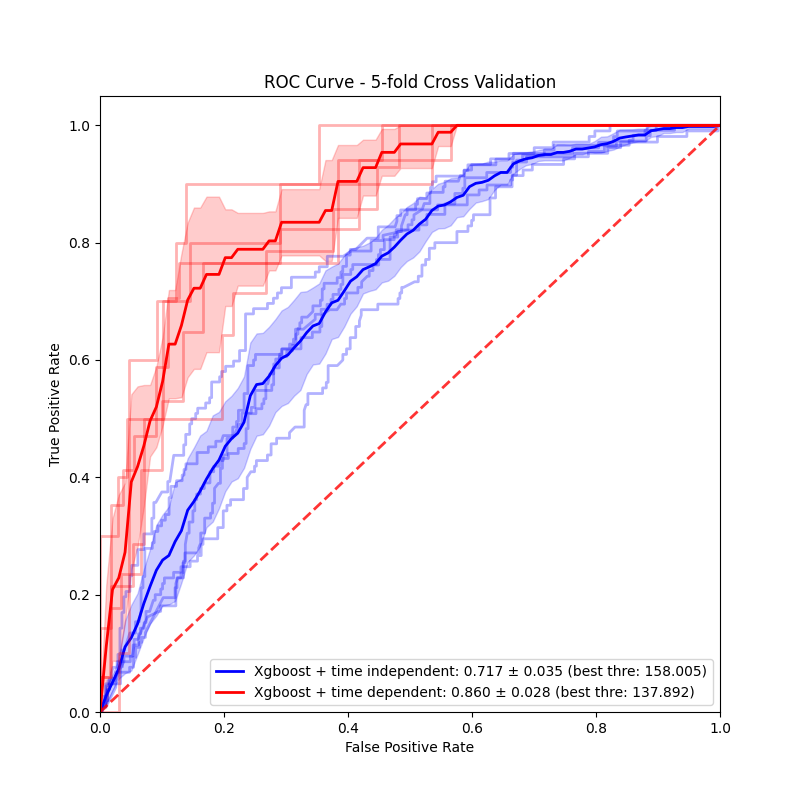 ROC Curve - 5-fold Cross Validation
True Positive Rate
1.0
0.8
0.6
0.4
0.2
0.0
Xgboost + time independent: 0.717 ± 0.035 (best thre: 158.005)
Xgboost + time dependent: 0.860 ± 0.028 (best thre: 137.892)
0.0 0.2 0.4 0.6 0.8 1.0
False Positive Rate